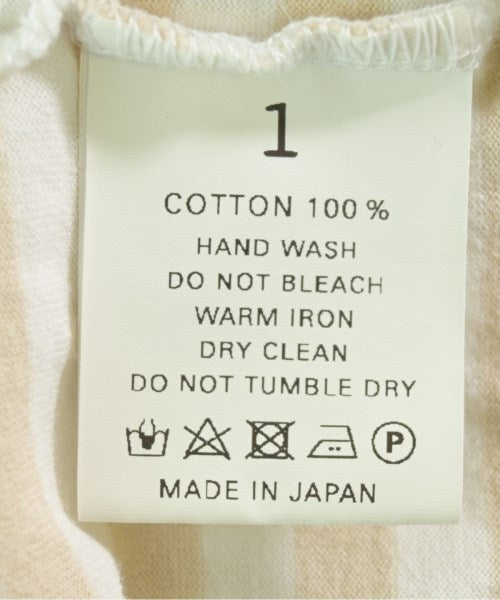 1
COTTON 100%
HAND WASH
DO NOT BLEACH
WARM IRON
DRY CLEAN
DO NOT TUMBLE DRY
P
MADE IN JAPAN